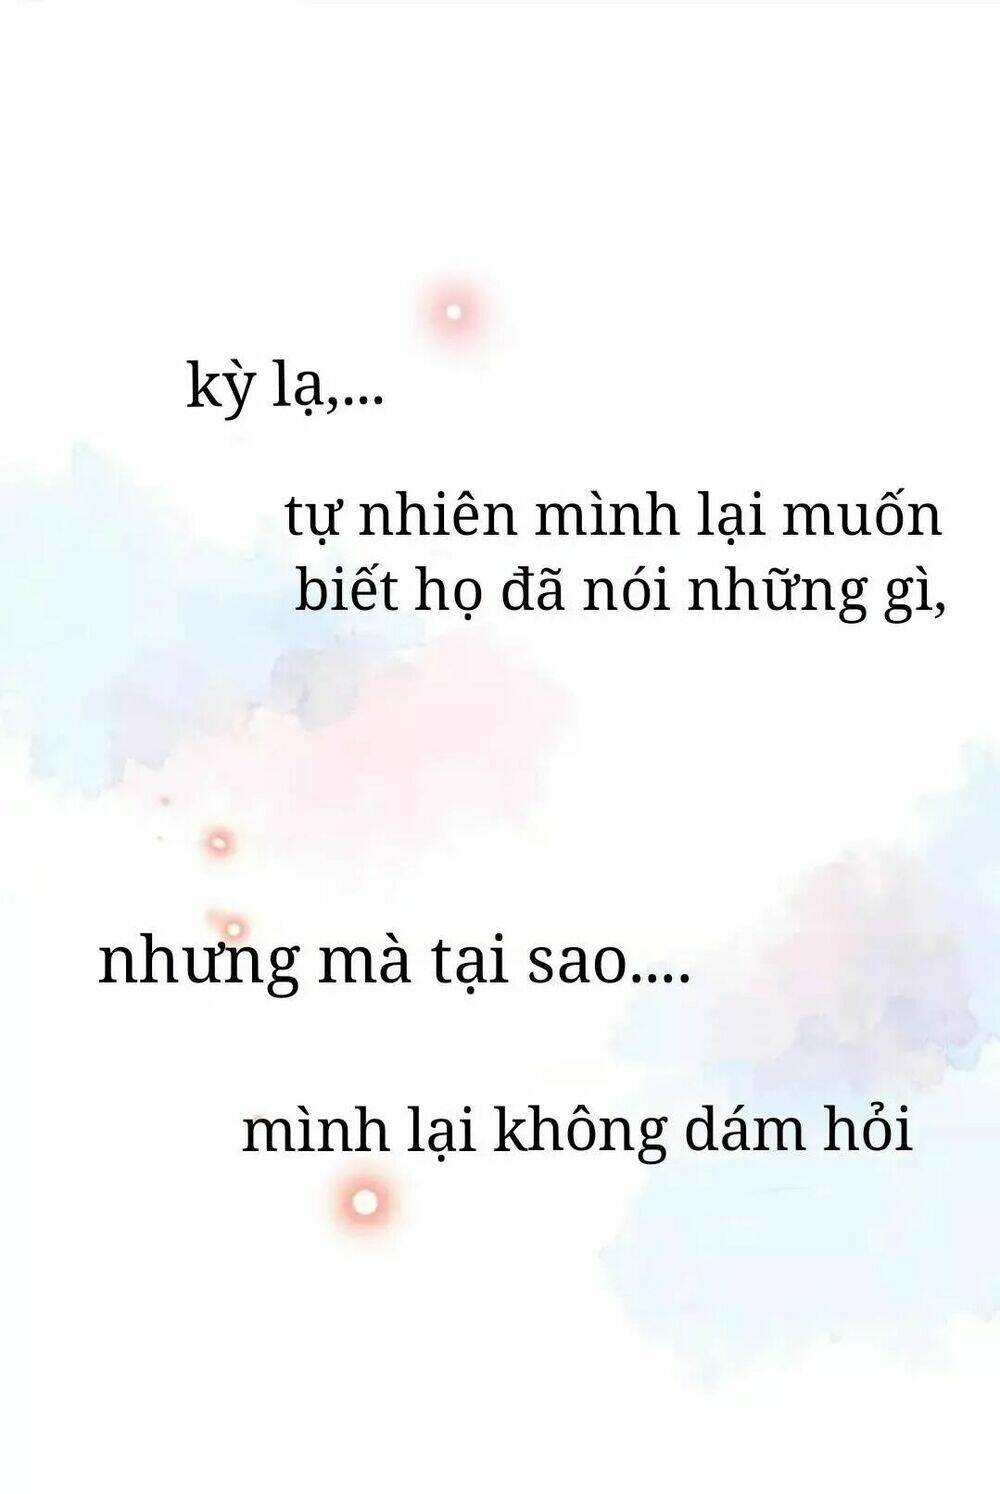 kỳ lạ,...
tự nhiên mình lại muốn
biết họ đã nói những gì,
nhưng mà tại sao....
mình lại không dám hỏi